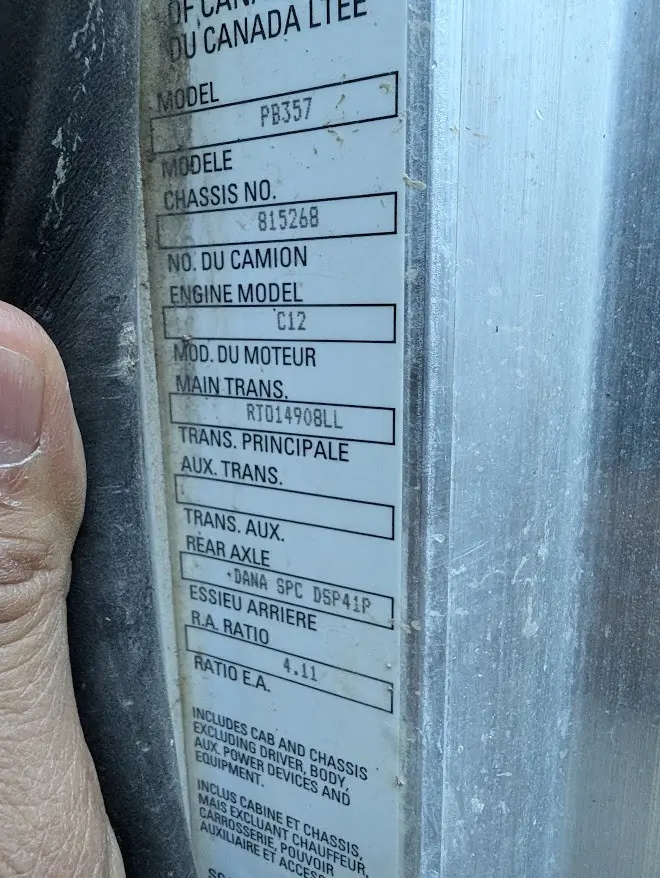 OF CAN
DU CANADA LTEE
MODEL
PB357
MODELE
CHASSIS NO.
815268
NO. DU CAMION
ENGINE MODEL
C12
MOD. DU MOTEUR
MAIN TRANS.
RTO14908LL
TRANS. PRINCIPALE
AUX. TRANS.
TRANS. AUX.
REAR AXLE
DANA SPC DSP41P
ESSIEU ARRIERE
R.A. RATIO
4.11
RATIO E.A.
INCLUDES CAB AND CHASSIS
EXCLUDING DRIVER, BODY,
AUX. POWER DEVICES AND
EQUIPMENT.
INCLUS CABINE ET CHASSIS,
MAIS EXCLUANT CHAUFFEUR,
CARROSSERIE, POUVOIR
AUXILIAIRE ET ACCESS